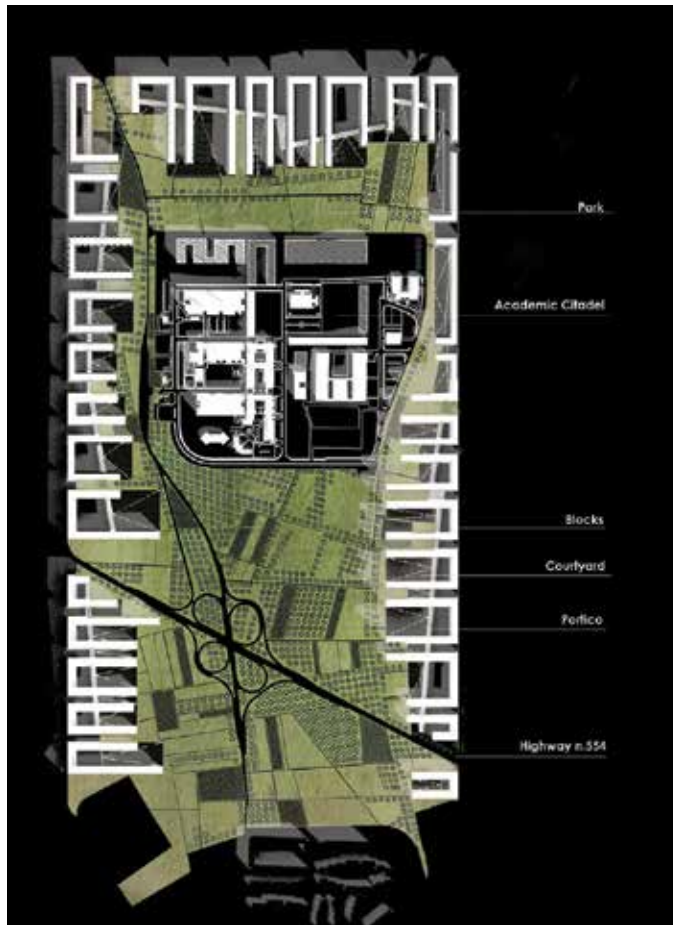 Park
Academic Citadel
Blocks
Courtyard
Portico
Highway n.554